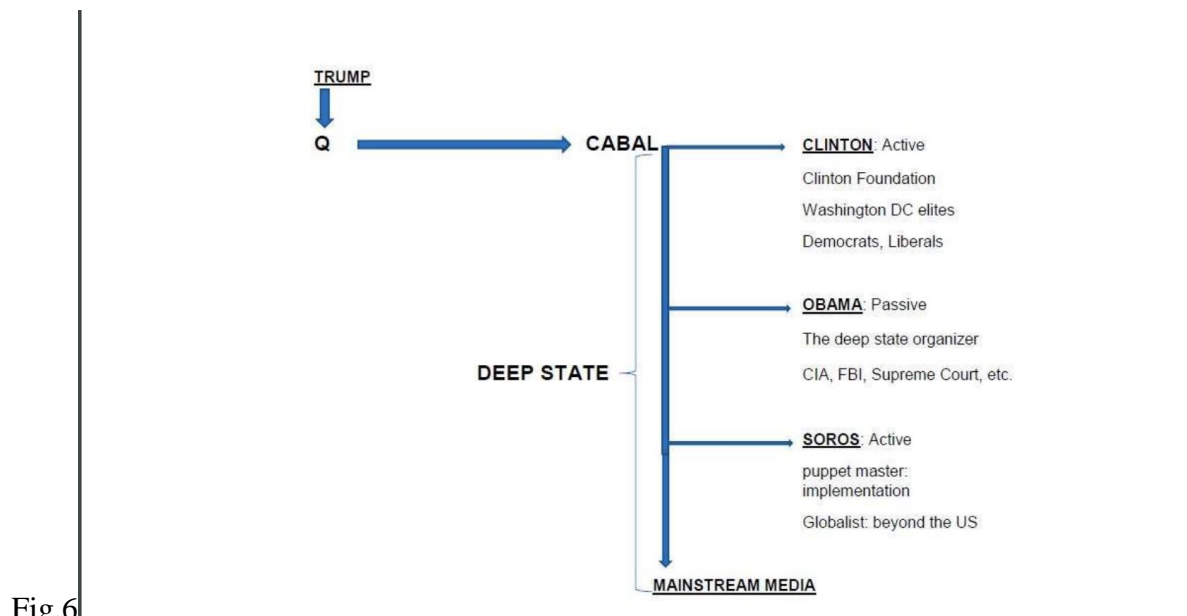 TRUMP
Q
CABAL
CLINTON: Active
Clinton Foundation
Washington DC elites
Democrats, Liberals
OBAMA: Passive
The deep state organizer
DEEP STATE
CIA, FBI, Supreme Court, etc.
SOROS: Active
puppet master:
implementation
Globalist: beyond the US
MAINSTREAM MEDIA
Fig 6